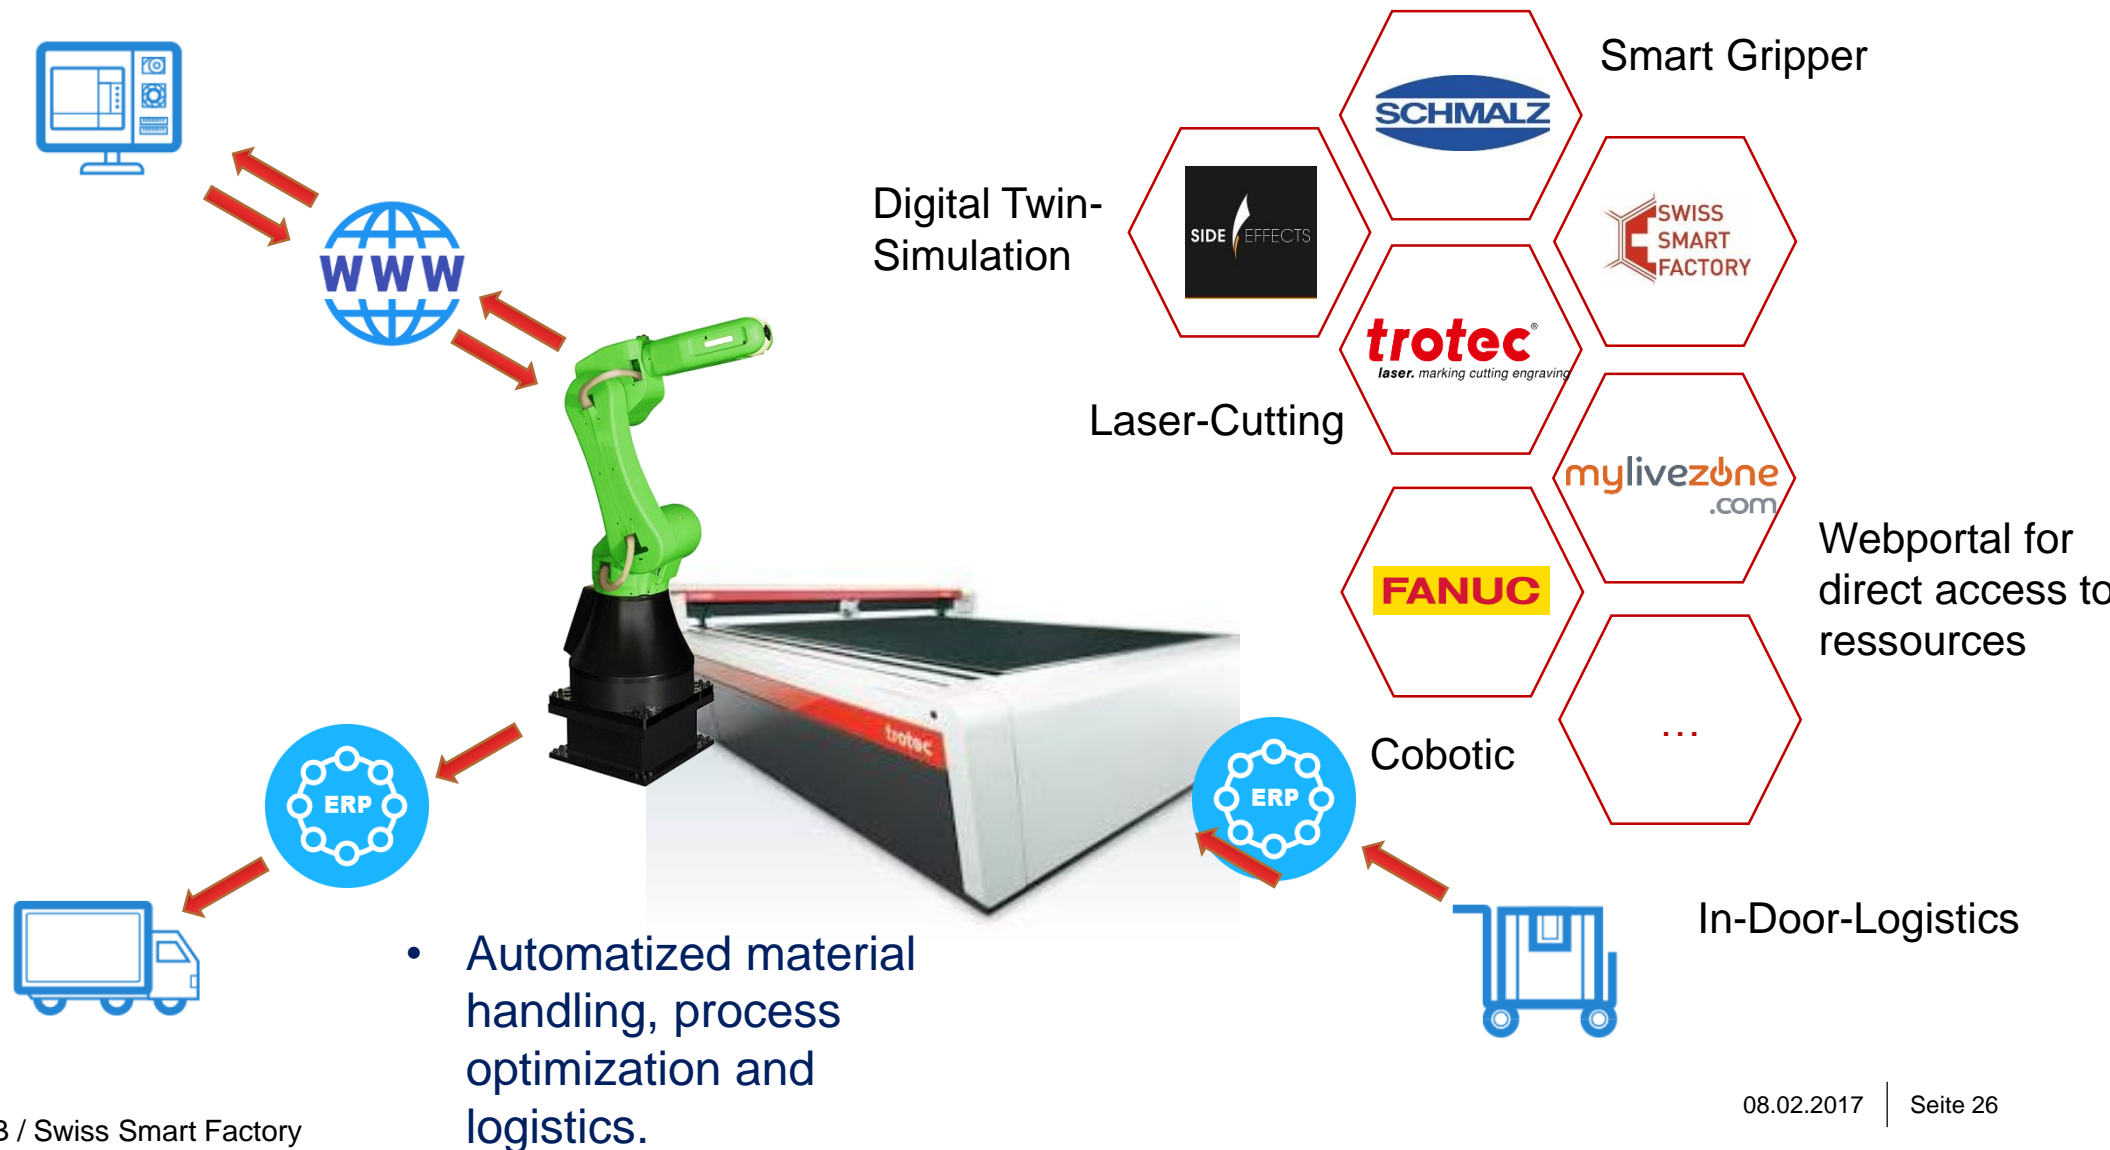 Smart Gripper
SCHMALZ
Digital Twin-
Simulation
SIDE EFFECTS
SWISS
SMART
FACTORY
WWW
trotec®
laser. marking cutting engraving
Laser-Cutting
mylivezone
.com
Webportal for
direct access to
ressources
FANUC
trotec
...
Cobotic
ERP
ERP
In-Door-Logistics
• Automatized material
handling, process
optimization and
logistics.
08.02.2017 Seite 26
/ Swiss Smart Factory